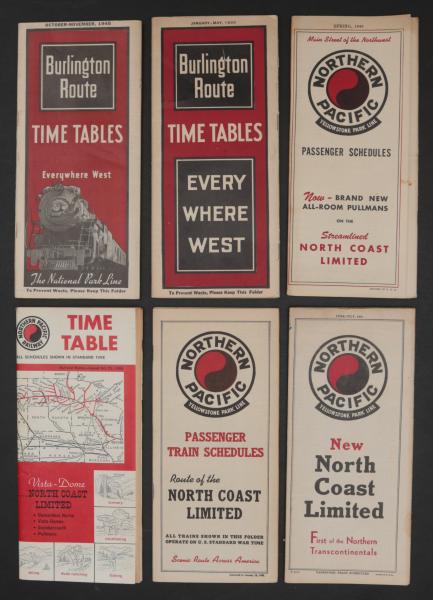 OCTOBER-NOVEMBER, 1945
Burlington
Route
TIME TABLES
Everywhere West
The National Park Line
To Prevent Waste, Please Keep This Folder
JANUARY-MAY,
Burlington
Route
TIME TABLES
EVERY
WHERE
WEST
To Prevent Waste, Please Keep This Folder
SPRING,
Main Street of the Northwest
NORTHERN
PACIFIC
YELLOWSTONE PARK LINE
PASSENGER SCHEDULES
Now - BRAND NEW
ALL-ROOM PULLMANS
ON THE
Streamlined
NORTH COAST
LIMITED
NORTHERN PACIFIC
RAILWAY
TIME
TABLE
ALL SCHEDULES SHOWN IN STANDARD TIME
Vista-Dome
NORTH COAST
LIMITED
NORTHERN
PACIFIC
YELLOWSTONE PARK LINE
PASSENGER
TRAIN SCHEDULES
Route of the
NORTH COAST
LIMITED
ALL TRAINS SHOWN IN THIS FOLDER
OPERATE ON U.S. STANDARD WAR TIME
Scenic Route Across America
NORTHERN
PACIFIC
YELLOWSTONE PARK LINE
New
North
Coast
Limited
First of the Northern
Transcontinentals